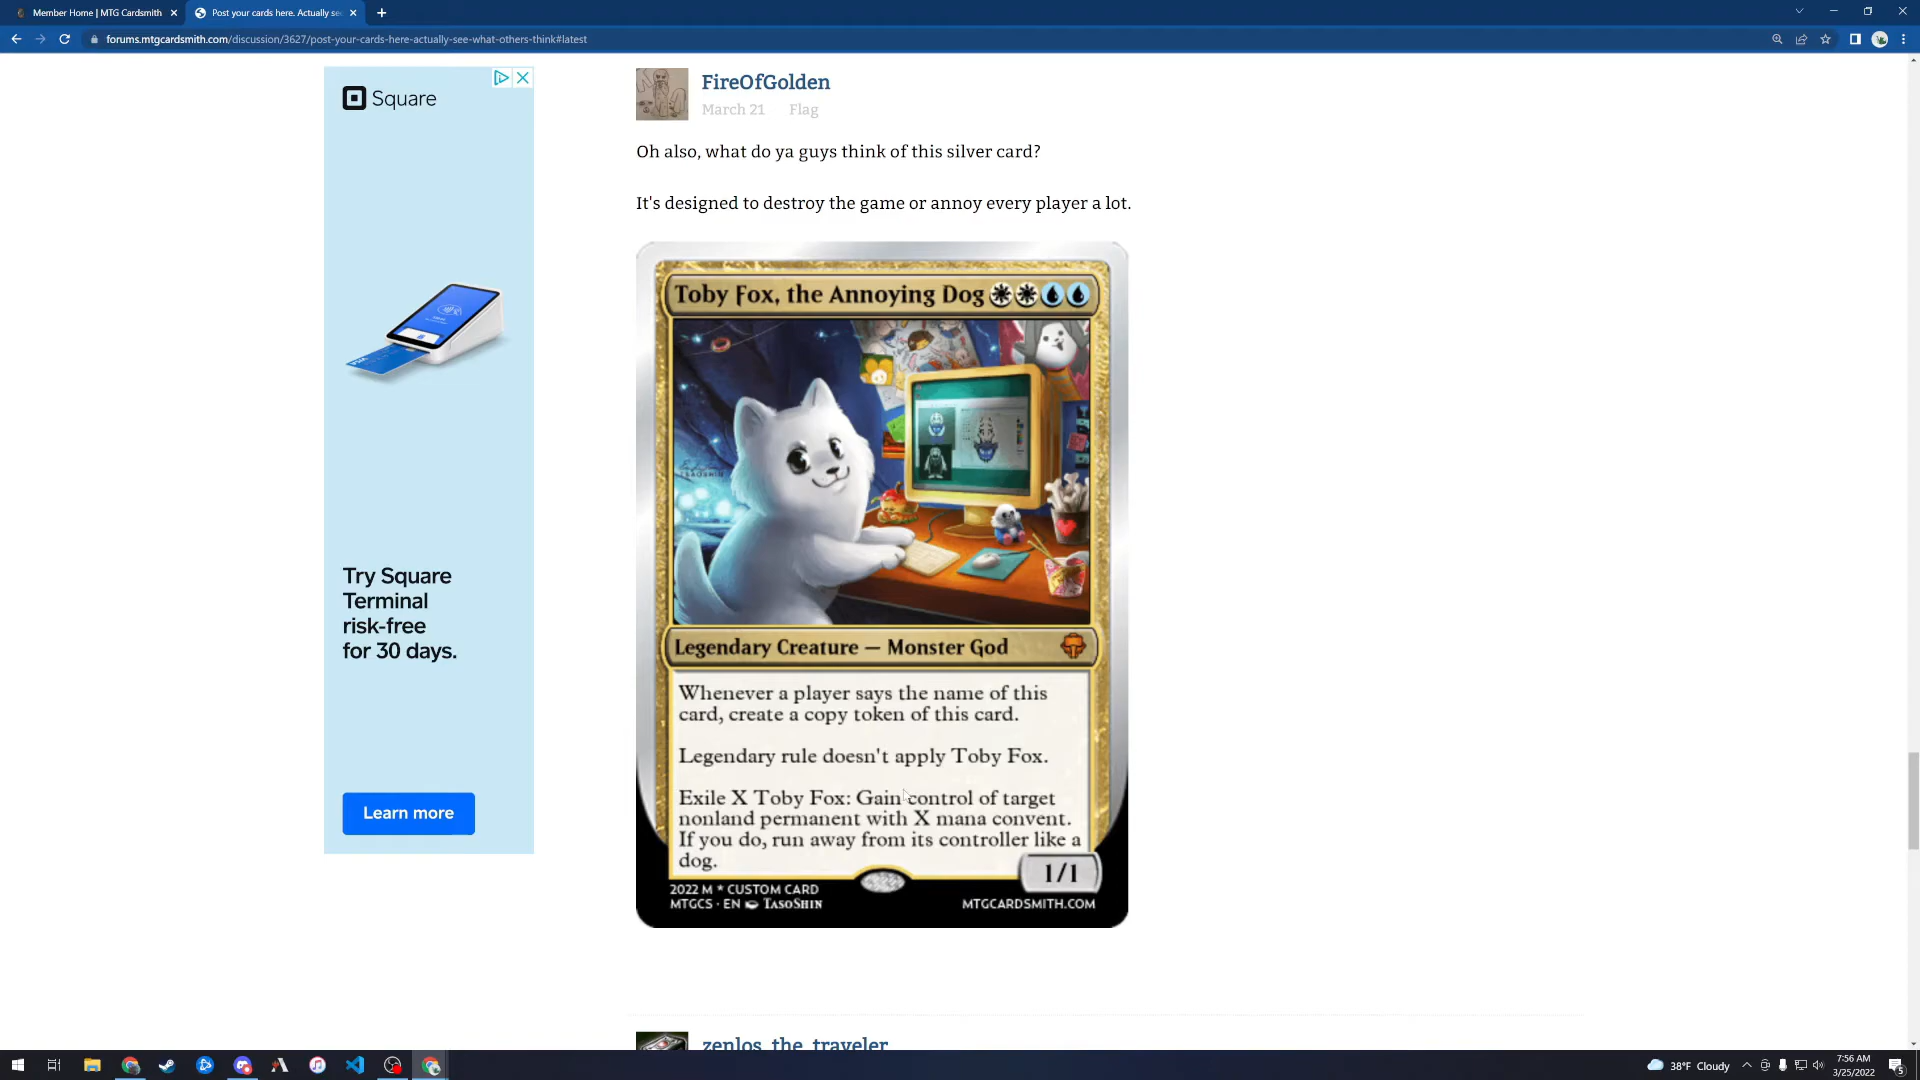 Member Home | MTG Cardsmith
Post your cards here. Actually se
forums.mtgcardsmith.com/discussion/3627/post-your-cards-here-actually-see-what-others-think#latest
Square
Try Square
Terminal
risk-free
for 30 days.
Learn more
FireOfGolden
March 21 Flag
Oh also, what do ya guys think of this silver card?
It's designed to destroy the game or annoy every player a lot.
Toby Fox, the Annoying Dog
Legendary Creature — Monster God
Whenever a player says the name of this
card, create a copy token of this card.
Legendary rule doesn't apply Toby Fox.
Exile X Toby Fox: Gain control of target
nonland permanent with X mana convent.
If you do, run away from its controller like a
dog.
1/1
2022 M * CUSTOM CARD
MTGCS · EN TASOSHIN
MTGCARDSMITH.COM
zenlos_the_traveler
38°F Cloudy
7:56 AM
3/25/2022
5